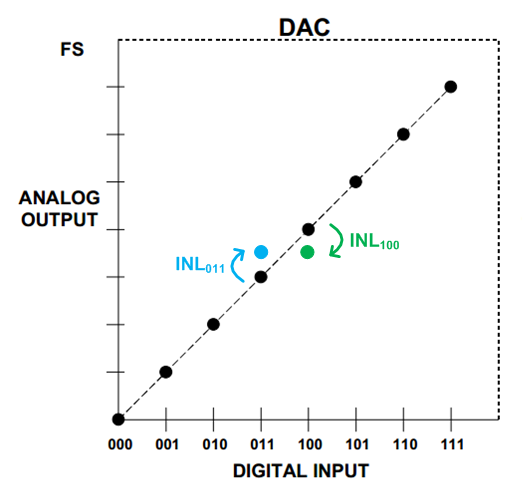 DAC
FS
ANALOG
OUTPUT
INL₁₀₀
INL₀₁₁
000 001 010 011 100 101 110 111
DIGITAL INPUT